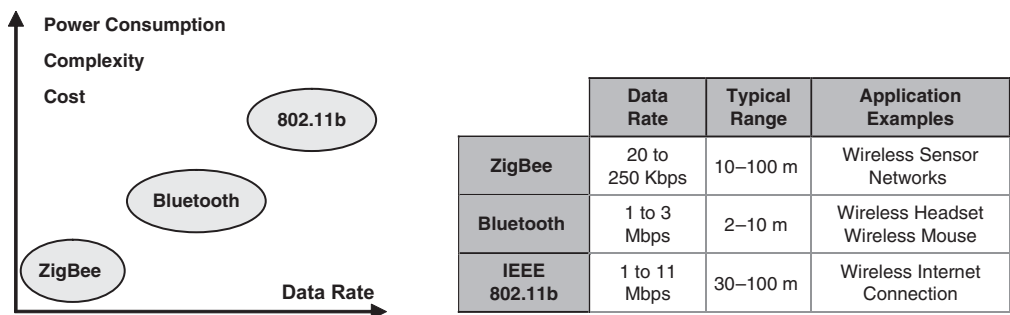 Power Consumption
Complexity
Cost
802.11b
Bluetooth
ZigBee
Data Rate
Data
Rate
Typical
Range
Application
Examples
ZigBee
20 to
250 Kbps
10–100 m
Wireless Sensor
Networks
Bluetooth
1 to 3
Mbps
2–10 m
Wireless Headset
Wireless Mouse
IEEE
802.11b
1 to 11
Mbps
30–100 m
Wireless Internet
Connection